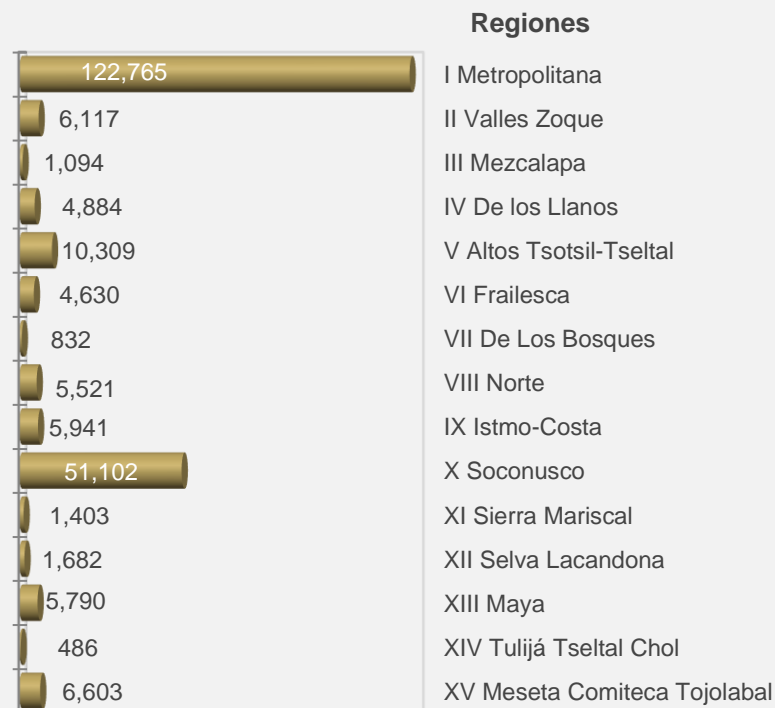 Regiones
122,765 I Metropolitana
6,117 II Valles Zoque
1,094 III Mezcalapa
4,884 IV De los Llanos
10,309 V Altos Tsotsil-Tseltal
4,630 VI Frailesca
832 VII De Los Bosques
5,521 VIII Norte
5,941 IX Istmo-Costa
51,102 X Soconusco
1,403 XI Sierra Mariscal
1,682 XII Selva Lacandona
5,790 XIII Maya
486 XIV Tulijá Tseltal Chol
6,603 XV Meseta Comiteca Tojolabal